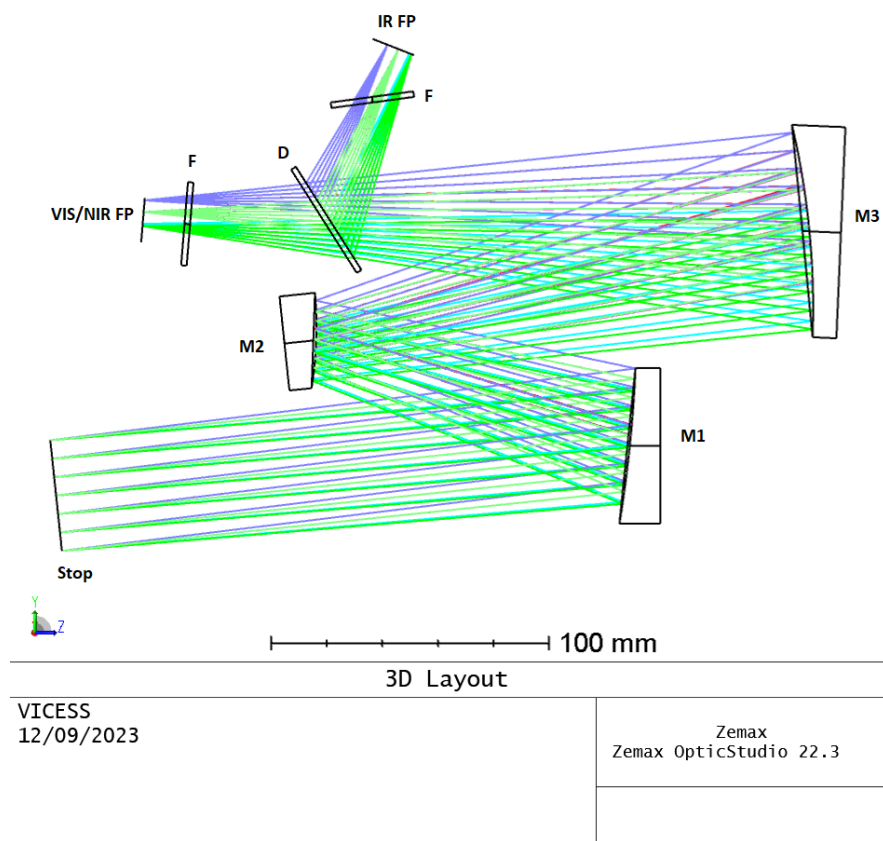 IR FP
F
F
D
VIS/NIR FP
M3
M2
M1
Stop
Y
Z
100 mm
3D Layout
VICESS
12/09/2023
Zemax
Zemax OpticStudio 22.3